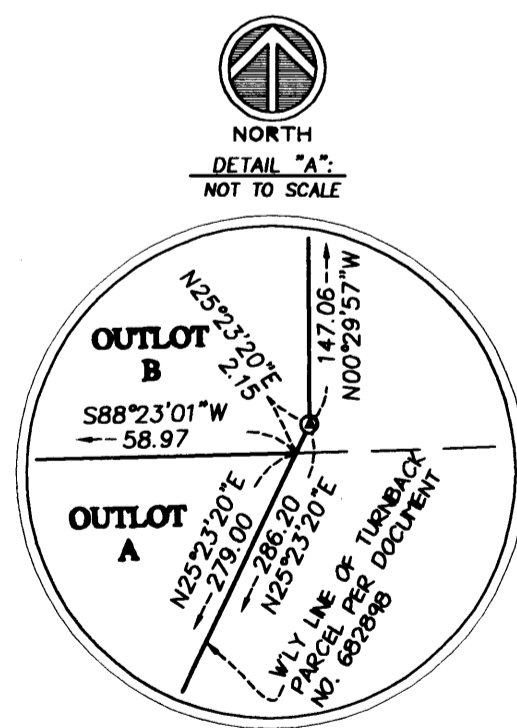 NORTH
DETAIL "A":
NOT TO SCALE
N25°23'20"E
2.15
147.06
N00°29'57"W
OUTLOT
B
S88°23'01"W
58.97
OUTLOT
A
N25°23'20"E
279.00
286.20
N25°23'20"E
W'LY LINE OF TURNBACK
PARCEL PER DOCUMENT
NO. 682898